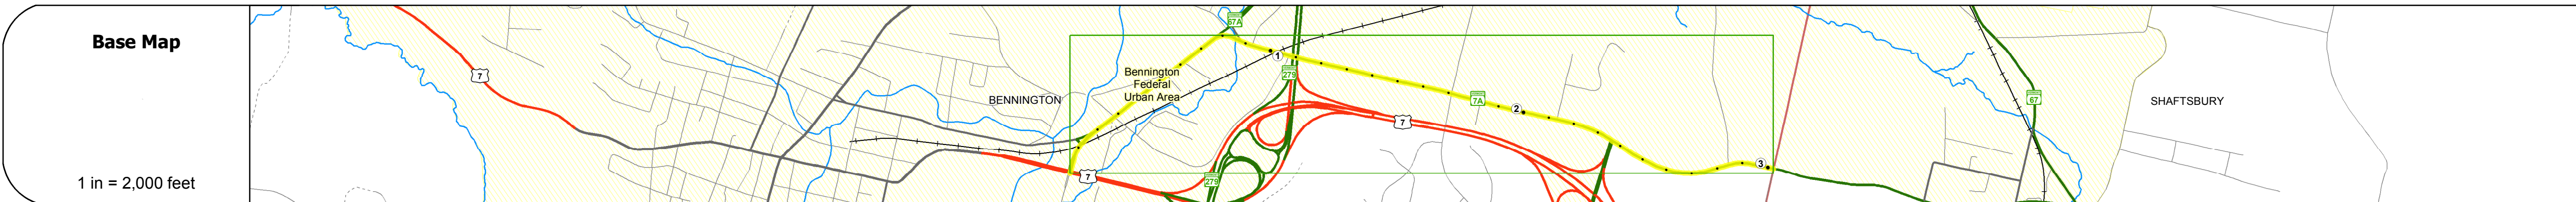 Base Map
1 in = 2,000 feet
7
BENNINGTON
Bennington
Federal
Urban Area
7
67A
1
279
279
7
7A
2
3
67
SHAFTSBURY